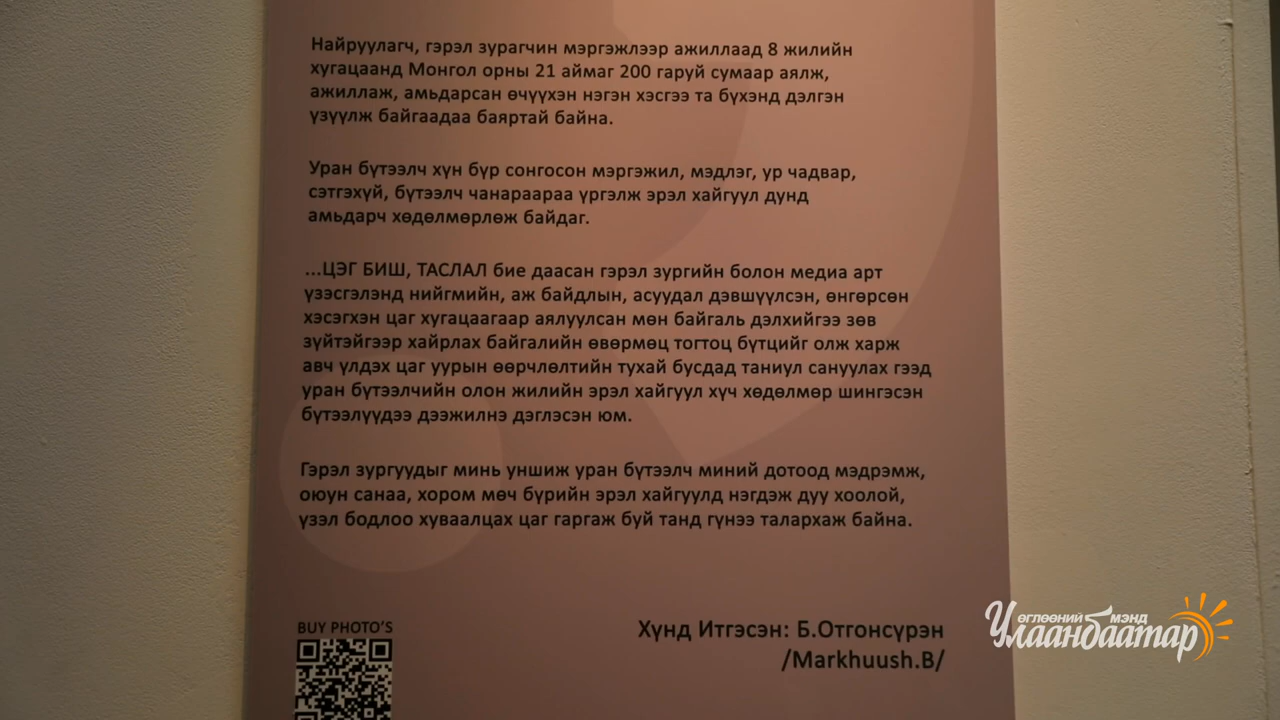 Найруулагч, гэрэл зурагчин мэргэжлээр ажиллаад 8 жилийн
хугацаанд Монгол орны 21 аймаг 200 гаруй сумаар аялж,
ажиллаж, амьдарсан өчүүхэн нэгэн хэсгээ та бүхэнд дэлгэн
үзүүлж байгаадаа баяртай байна.
Уран бүтээлч хүн бүр сонгосон мэргэжил, мэдлэг, ур чадвар,
сэтгэхүй, бүтээлч чанараараа үргэлж эрэл хайгуул дунд
амьдарч хөдөлмөрлөж байдаг.
...ЦЭГ БИШ, ТАСЛАЛ бие даасан гэрэл зургийн болон медиа арт
үзэсгэлэнд нийгмийн, аж байдлын, асуудал дэвшүүлсэн, өнгөрсөн
хэсэгхэн цаг хугацаагаар аялуулсан мөн байгаль дэлхийгээ зөв
зүйтэйгээр хайрлах байгалийн өвөрмөц тогтоц бүтцийг олж харж
авч үлдэх цаг уурын өөрчлөлтийн тухай бусдад таниул сануулах гээд
уран бүтээлчийн олон жилийн эрэл хайгуул хүч хөдөлмөр шингэсэн
бүтээлүүдээ дээжилнэ дэглэсэн юм.
Гэрэл зургуудыг минь уншиж уран бүтээлч миний дотоод мэдрэмж,
оюун санаа, хором мөч бүрийн эрэл хайгуулд нэгдэж дуу хоолой,
үзэл бодлоо хуваалцах цаг гаргаж буй танд гүнээ талархаж байна.
BUY PHOTO'S
Хүнд Итгэсэн: Б.Отгонсүрэн
/Markhuush.B/
өглөөний мэнд
Улаанбаатар